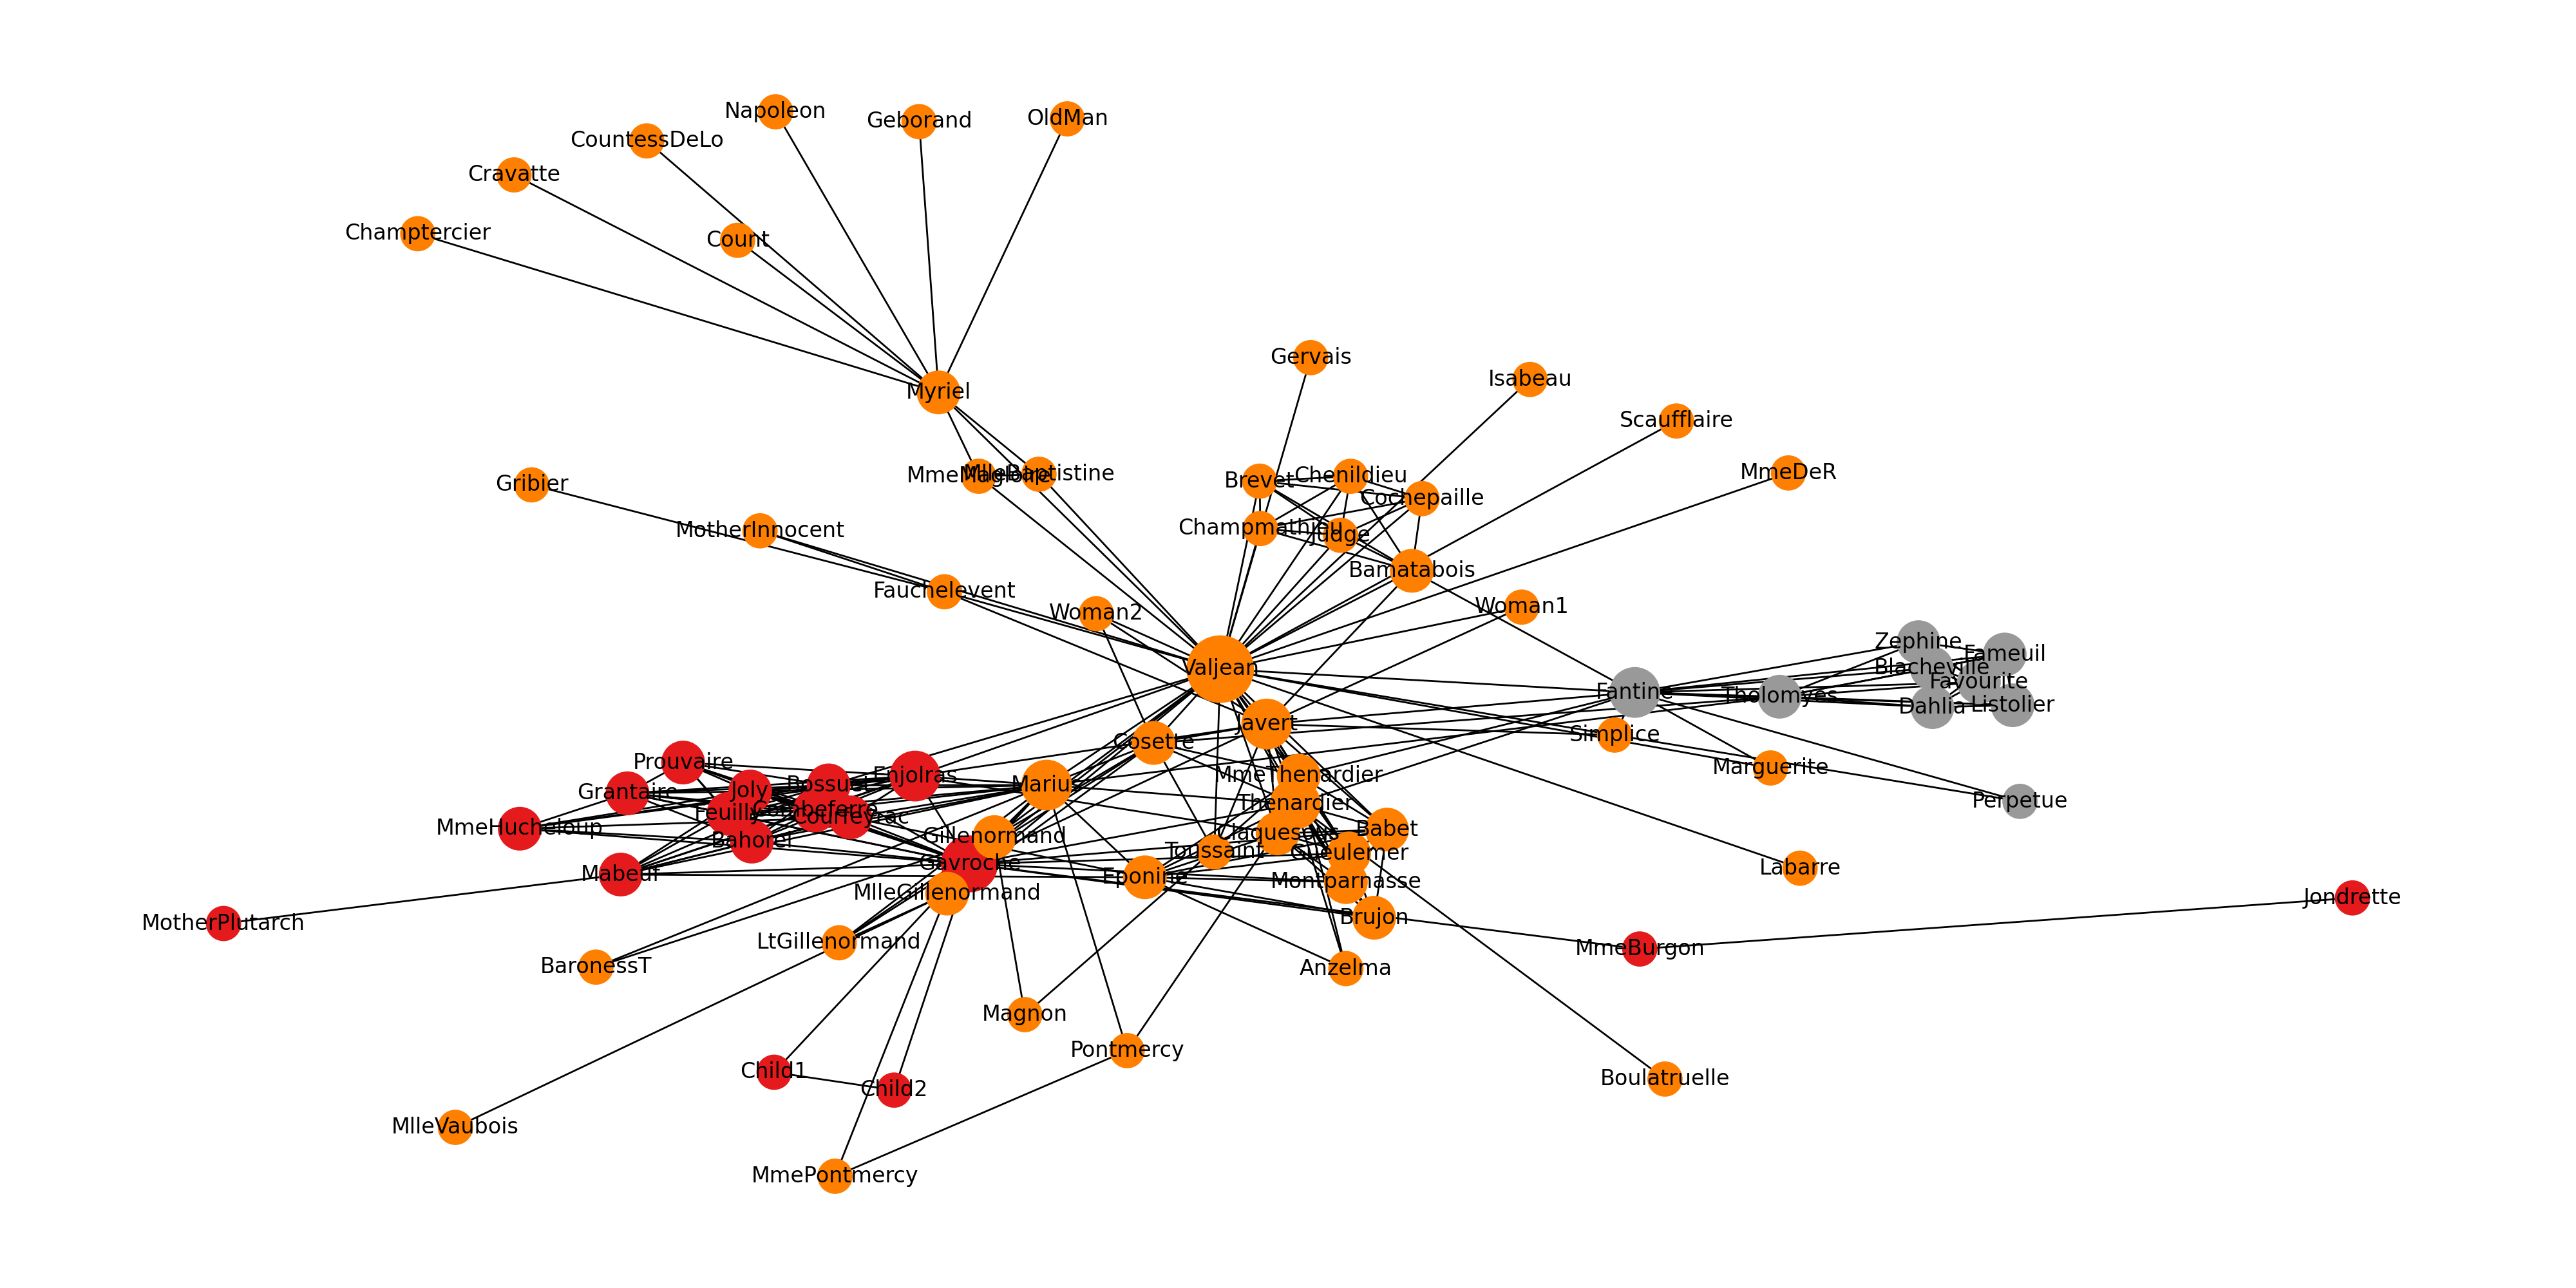 Napoleon
Geborand
OldMan
CountessDeLo
Cravatte
Champtercier
Count
Gervais
Isabeau
Myriel
Scaufflaire
MmeMagloire
MlleBaptistine
Gribier
Brevet
Chenildieu
MmeDeR
Cochepaille
MotherInnocent
Champmathieu
Judge
Bamatabois
Fauchelevent
Woman2
Woman1
Zephine
Fameuil
Valjean
Blacheville
Favourite
Fantine
Tholomyes
Dahlia
Listolier
Javert
Simplice
Cosette
Prouvaire
Marguerite
Enjolras
MmeThenardier
Bossuet
Marius
Grantaire
Joly
Perpetue
Thenardier
Combeferre
Feuilly
Courfeyrac
MmeHucheloup
Babet
Claquesous
Gillenormand
Bahorel
Toussaint
Gueulemer
Gavroche
Labarre
Mabeuf
Eponine
Montparnasse
MlleGillenormand
Jondrette
Brujon
MotherPlutarch
LtGillenormand
MmeBurgon
BaronessT
Anzelma
Magnon
Pontmercy
Child1
Boulatruelle
Child2
MlleVaubois
MmePontmercy